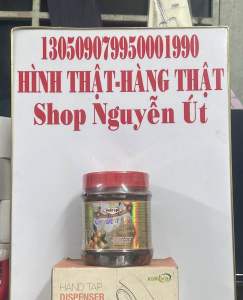 130509079950001990
HÌNH THẬT-HÀNG THẬT
Shop Nguyễn Út
HAND TAP
DISPENSER